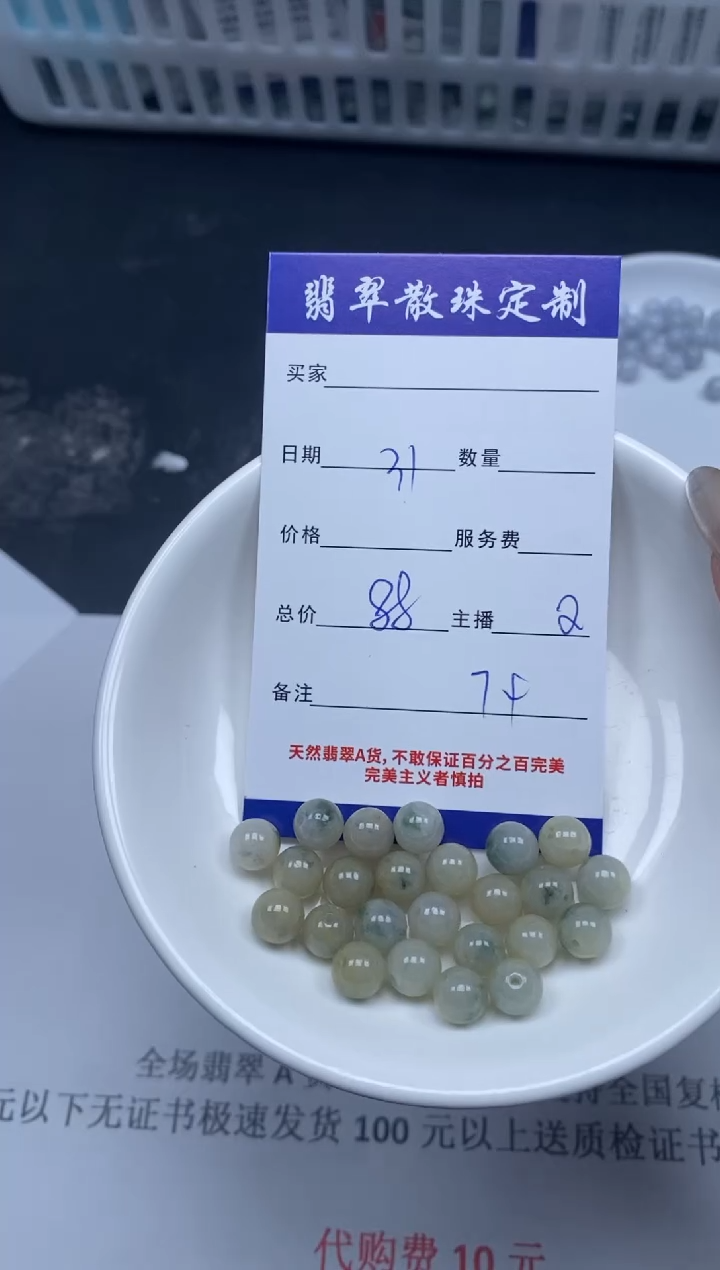 翡翠散珠定制
买家
日期 31 数量
价格 服务费
总价 88 主播 2
备注
天然翡翠A货,不敢保证百分之百完美
完美主义者慎拍
全场翡翠 A 持全国复
元以下无证书极速发货 100 元以上送质检证书
代购费 10 元